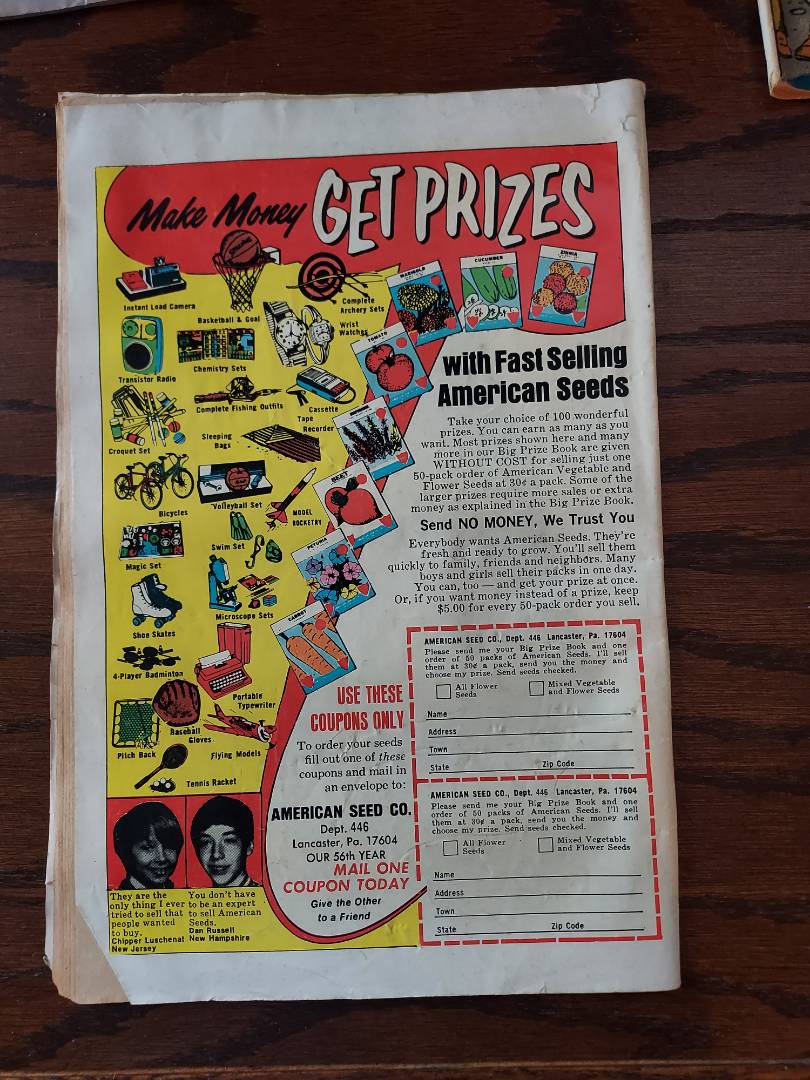 Make Money GET PRIZES
Instant Load Camera
Basketball & Goal
Complete
Archery Sets
Wrist
Watches
Transistor Radio
Chemistry Sets
Complete Fishing Outfits
Cassette
Tape
Recorder
Croquet Set
Sleeping
Bags
Bicycles
Volleyball Set
MODEL
ROCKETRY
Magic Set
Swim Set
Shoe Skates
Microscope Sets
4-Player Badminton
Portable
Typewriter
Pitch Back
Baseball
Gloves
Flying Models
Tennis Racket
MARIGOLD
CUCUMBER
ZINNIA
TOMATO
BEET
PETUNIA
CARROT
with Fast Selling
American Seeds
Take your choice of 100 wonderful
prizes. You can earn as many as you
want. Most prizes shown here and many
more in our Big Prize Book are given
WITHOUT COST for selling just one
50-pack order of American Vegetable and
Flower Seeds at 30¢ a pack. Some of the
larger prizes require more sales or extra
money as explained in the Big Prize Book.
Send NO MONEY, We Trust You
Everybody wants American Seeds. They're
fresh and ready to grow. You'll sell them
quickly to family, friends and neighbors. Many
boys and girls sell their packs in one day.
You can, too — and get your prize at once.
Or, if you want money instead of a prize, keep
$5.00 for every 50-pack order you sell.
USE THESE
COUPONS ONLY
To order your seeds
fill out one of these
coupons and mail in
an envelope to:
AMERICAN SEED CO.
Dept. 446
Lancaster, Pa. 17604
OUR 56th YEAR
MAIL ONE
COUPON TODAY
Give the Other
to a Friend
AMERICAN SEED CO., Dept. 446 Lancaster, Pa. 17604
Please send me your Big Prize Book and one
order of 50 packs of American Seeds. I'll sell
them at 30¢ a pack, send you the money and
choose my prize. Send seeds checked.
All Flower
Seeds
Mixed Vegetable
and Flower Seeds
Name
Address
Town
State Zip Code
AMERICAN SEED CO., Dept. 446 Lancaster, Pa. 17604
Please send me your Big Prize Book and one
order of 50 packs of American Seeds. I'll sell
them at 30¢ a pack, send you the money and
choose my prize. Send seeds checked.
All Flower
Seeds
Mixed Vegetable
and Flower Seeds
Name
Address
Town
State Zip Code
They are the
only thing I ever
tried to sell that
people wanted
to buy.
Chipper Luschenat
New Jersey
You don't have
to be an expert
to sell American
Seeds.
Dan Russell
New Hampshire